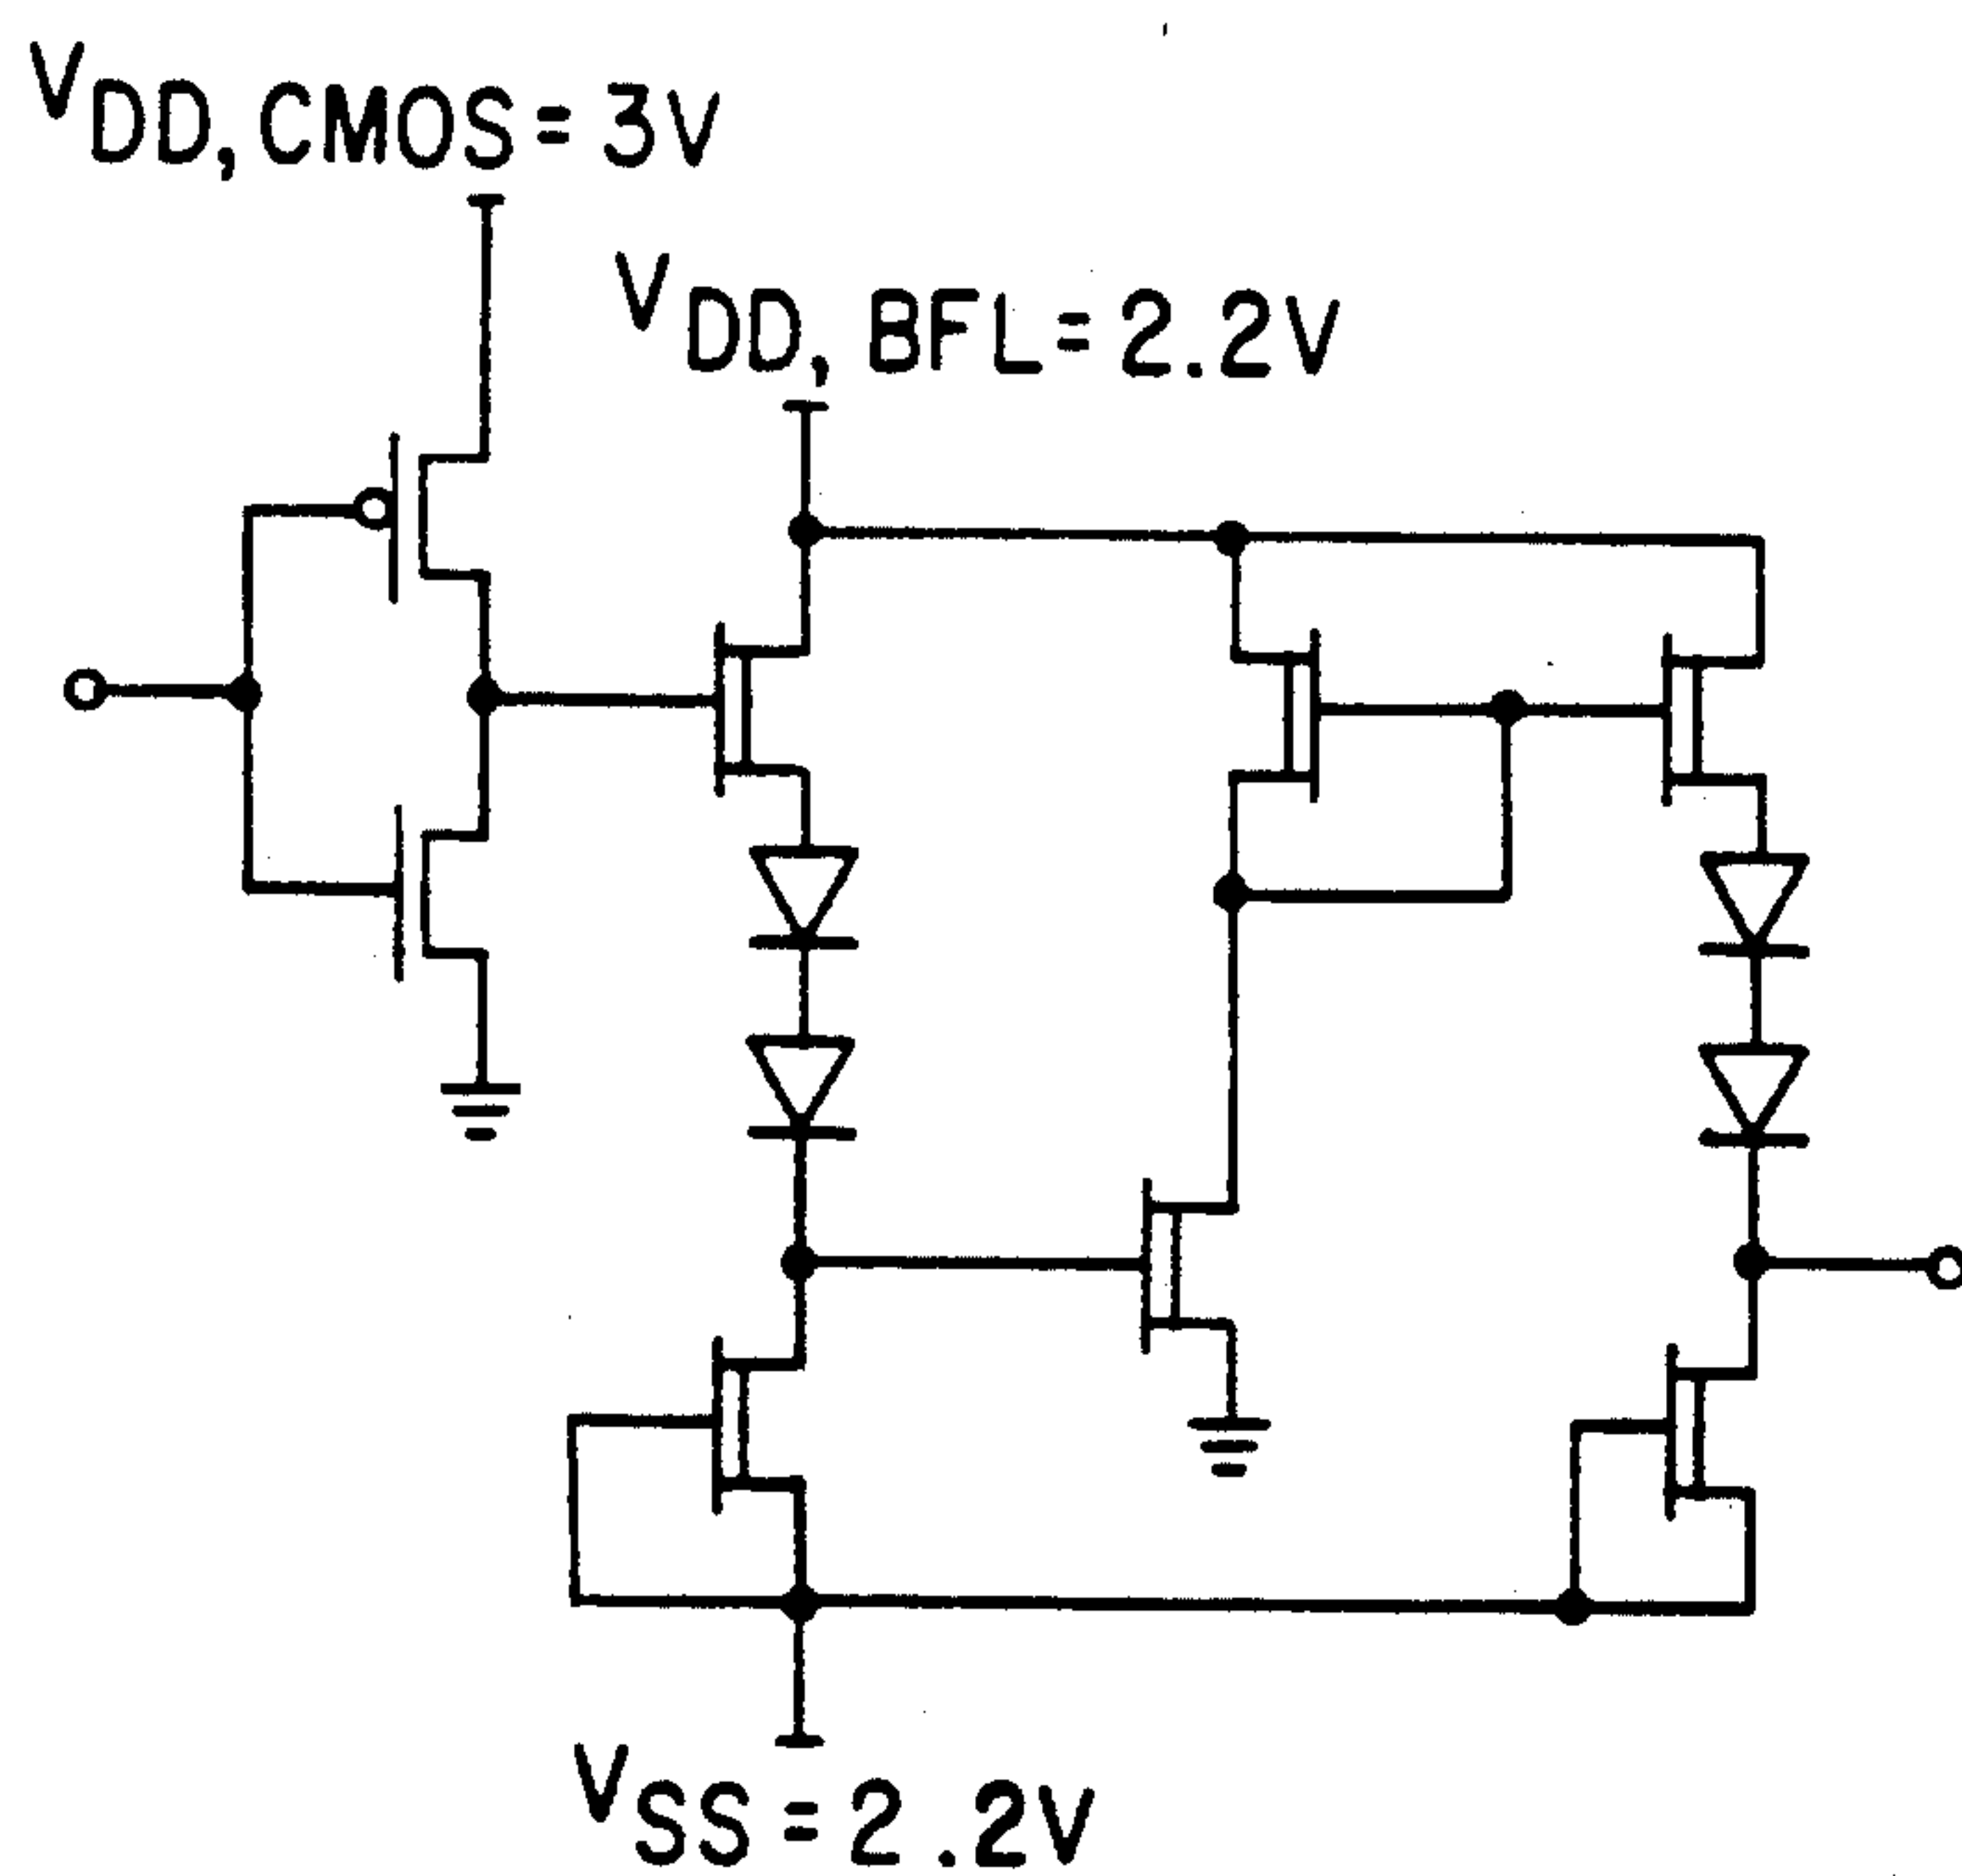 VDD,CMOS= 3V
VDD, BFL= 2.2V
VSS = 2.2V